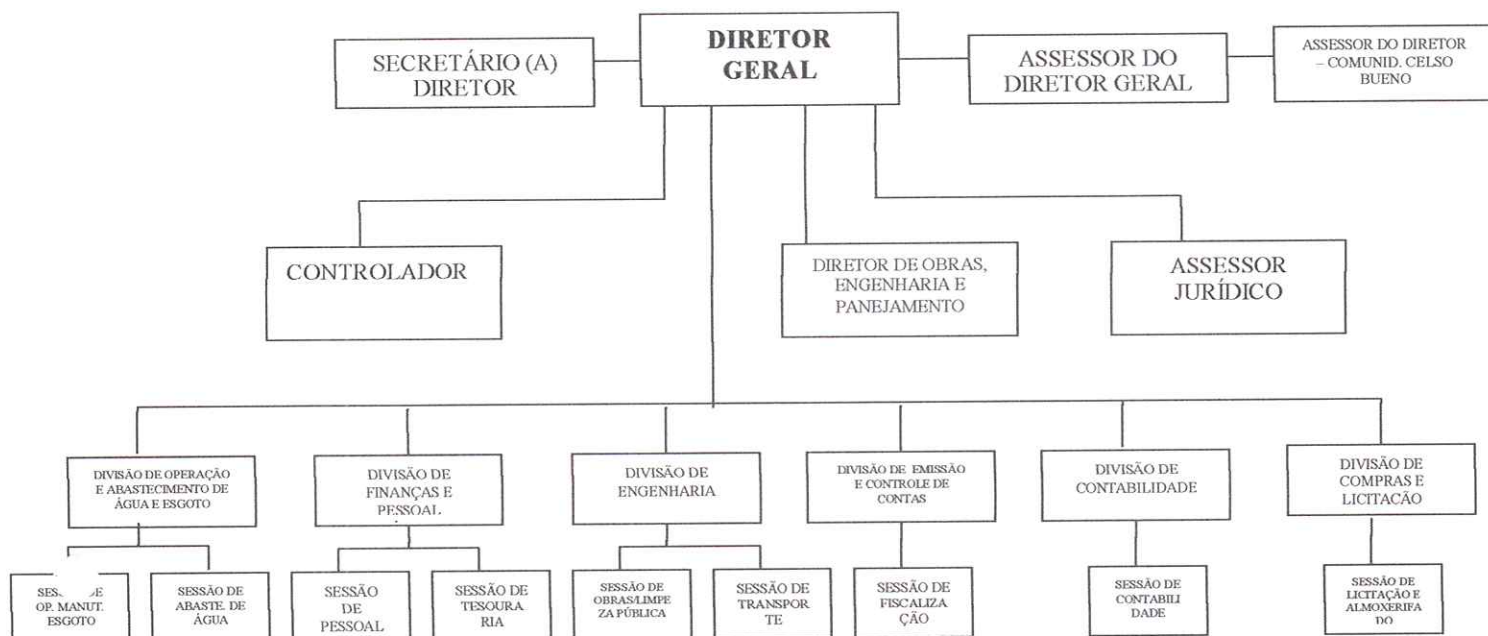 DIRETOR
GERAL
SECRETÁRIO (A)
DIRETOR
ASSESSOR DO
DIRETOR GERAL
ASSESSOR DO DIRETOR
– COMUNID. CELSO
BUENO
CONTROLADOR
DIRETOR DE OBRAS,
ENGENHARIA E
PANEJAMENTO
ASSESSOR
JURÍDICO
DIVISÃO DE OPERAÇÃO
E ABASTECIMENTO DE
ÁGUA E ESGOTO
DIVISÃO DE
FINANÇAS E
PESSOAL
DIVISÃO DE
ENGENHARIA
DIVISÃO DE EMISSÃO
E CONTROLE DE
CONTAS
DIVISÃO DE
CONTABILIDADE
DIVISÃO DE
COMPRAS E
LICITAÇÃO
OP. MANUT.
ESGOTO
SESSÃO DE
ABASTE. DE
ÁGUA
SESSÃO
DE
PESSOAL
SESSÃO DE
TESOURA
RIA
SESSÃO DE
OBRAS/LIMPE
ZA PÚBLICA
SESSÃO DE
TRANSPOR
TE
SESSÃO DE
FISCALIZA
ÇÃO
SESSÃO DE
CONTABILI
DADE
SESSÃO DE
LICITAÇÃO E
ALMOXERIFA
DO